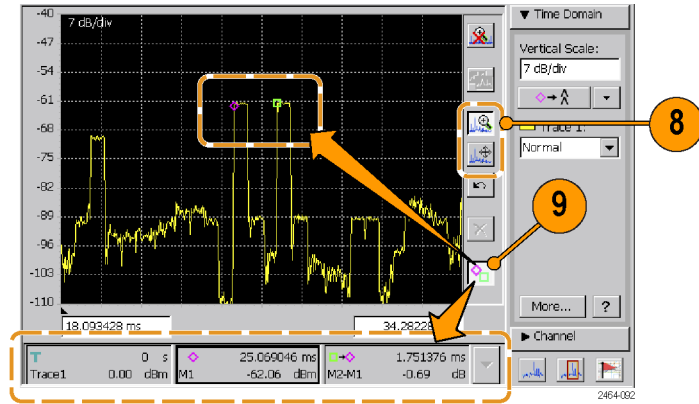 -40
7 dB/div
-47
-54
-61
-68
-75
-82
-89
-96
-103
-110
18.093428 ms
▼ Time Domain
Vertical Scale:
7 dB/div
Trace 1:
Normal
8
9
More... ?
▶ Channel
T 0 s
Trace1 0.00 dBm
25.069046 ms
M1 -62.06 dBm
1.751376 ms
M2-M1 -0.69 dB
2464-092